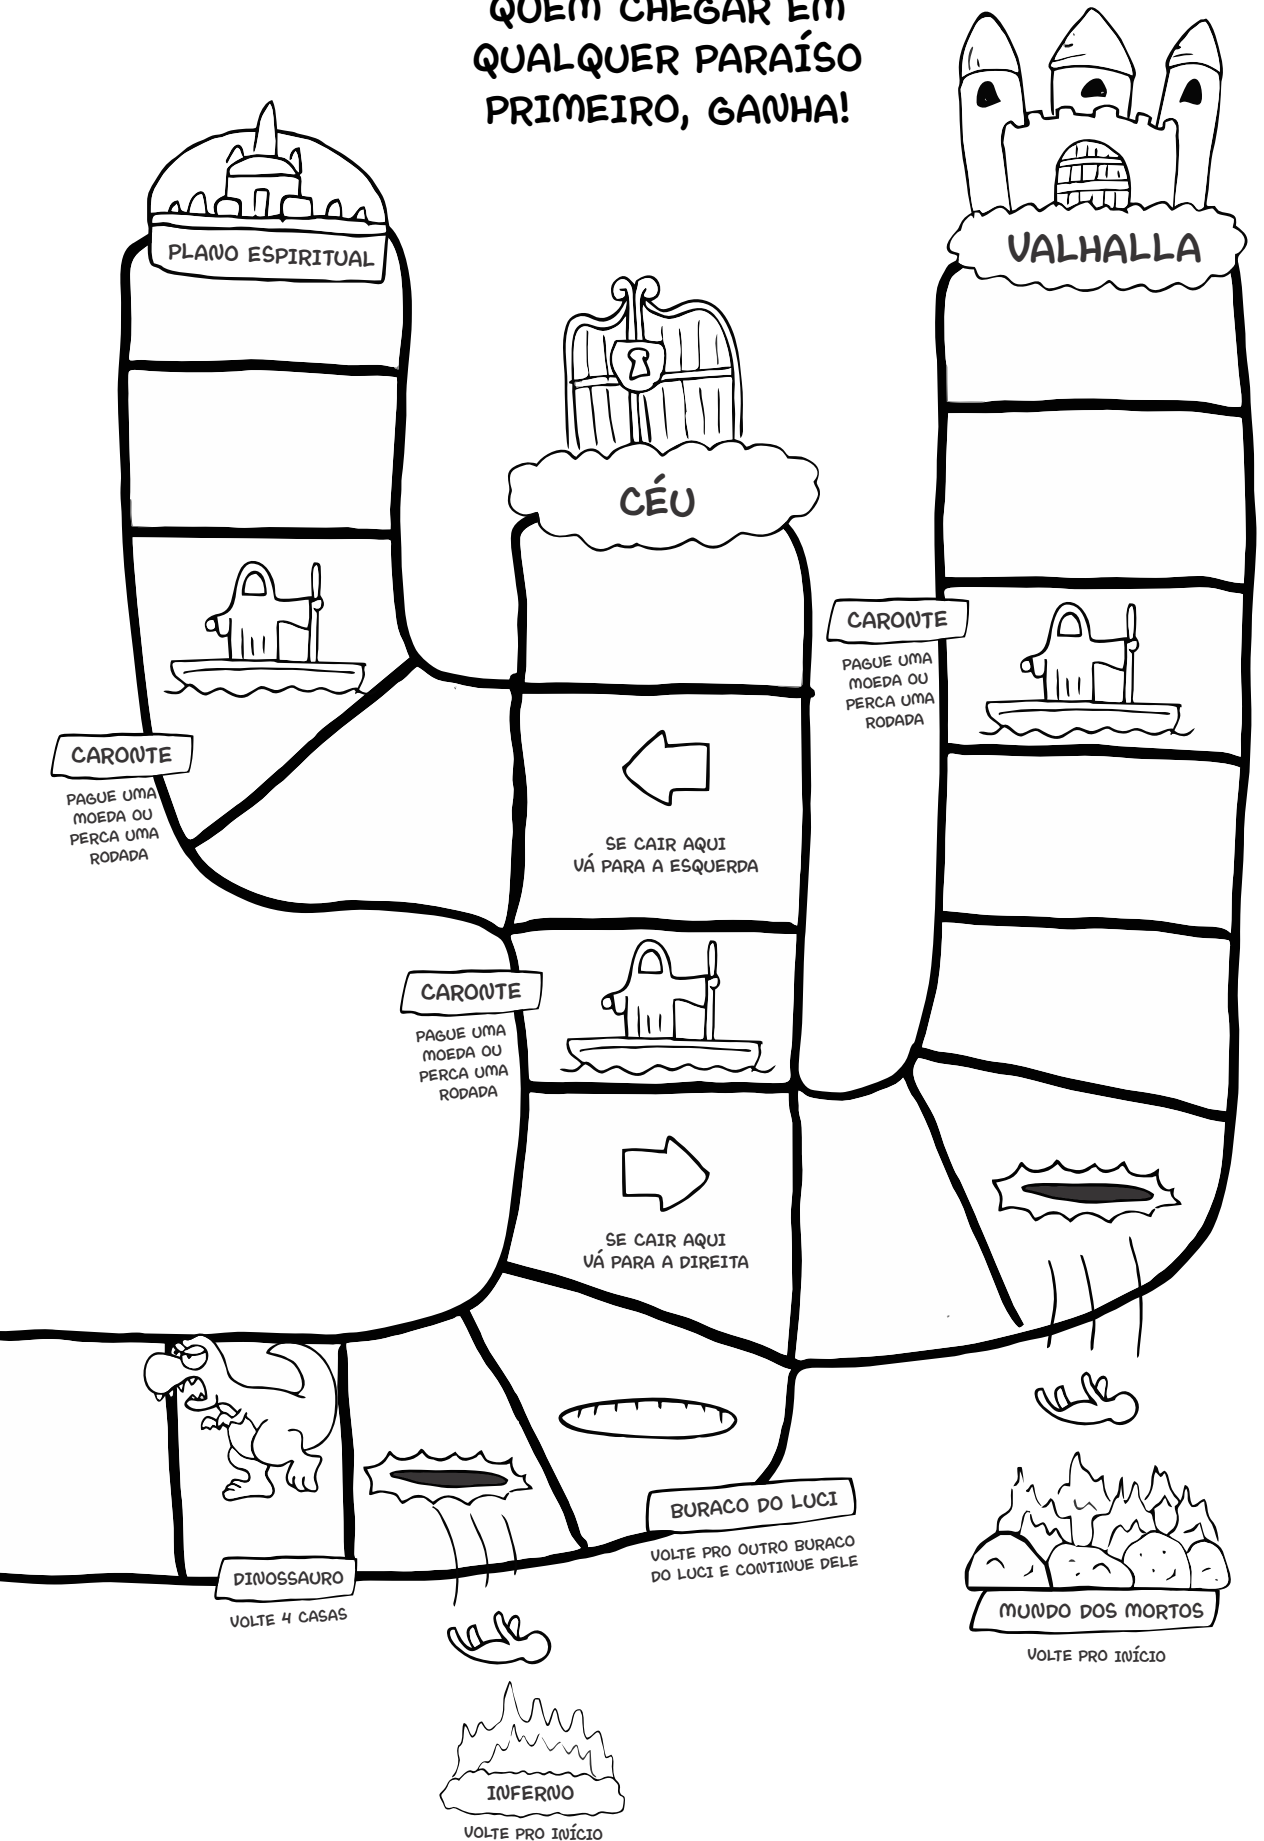 QUEM CHEGAR EM
QUALQUER PARAÍSO
PRIMEIRO, GANHA!
PLANO ESPIRITUAL
VALHALLA
CÉU
CARONTE
PAGUE UMA
MOEDA OU
PERCA UMA
RODADA
CARONTE
PAGUE UMA
MOEDA OU
PERCA UMA
RODADA
SE CAIR AQUI
VÁ PARA A ESQUERDA
CARONTE
PAGUE UMA
MOEDA OU
PERCA UMA
RODADA
SE CAIR AQUI
VÁ PARA A DIREITA
BURACO DO LUCI
VOLTE PRO OUTRO BURACO
DO LUCI E CONTINUE DELE
DINOSSAURO
VOLTE 4 CASAS
MUNDO DOS MORTOS
VOLTE PRO INÍCIO
INFERNO
VOLTE PRO INÍCIO